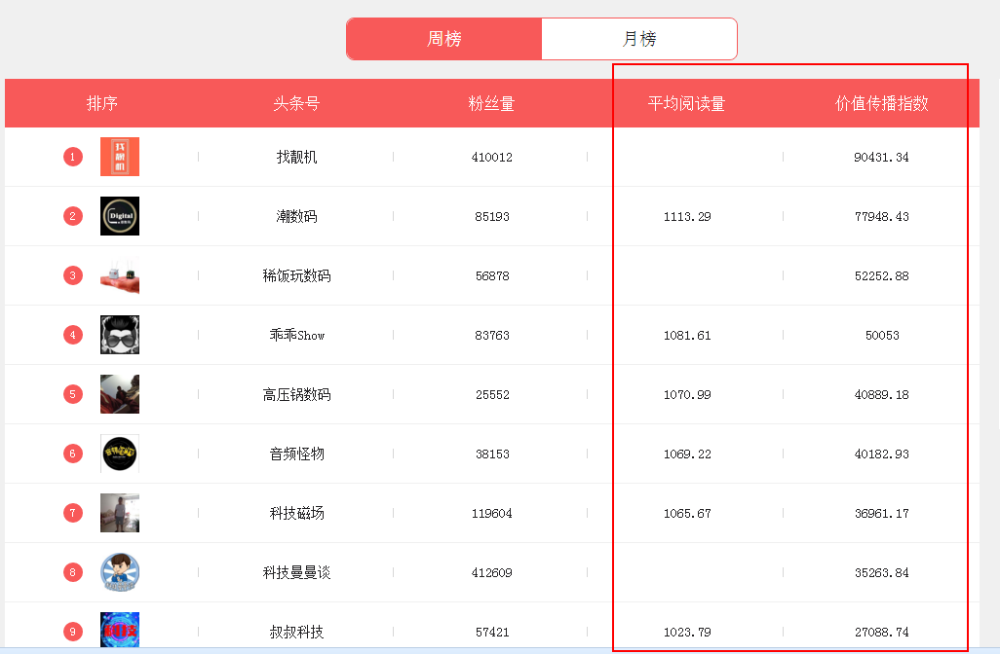 周榜 月榜
排序 头条号 粉丝量 平均阅读量 价值传播指数
1 找靓机 找靓机 410012 90431.34
2 Digital 潮数码 85193 1113.29 77948.43
3 稀饭玩数码 56878 52252.88
4 乖乖Show 83763 1081.61 50053
5 高压锅数码 25552 1070.99 40889.18
6 音频怪物 38153 1069.22 40182.93
7 科技磁场 119604 1065.67 36961.17
8 科技曼曼谈 412609 35263.84
9 叔叔科技 57421 1023.79 27088.74